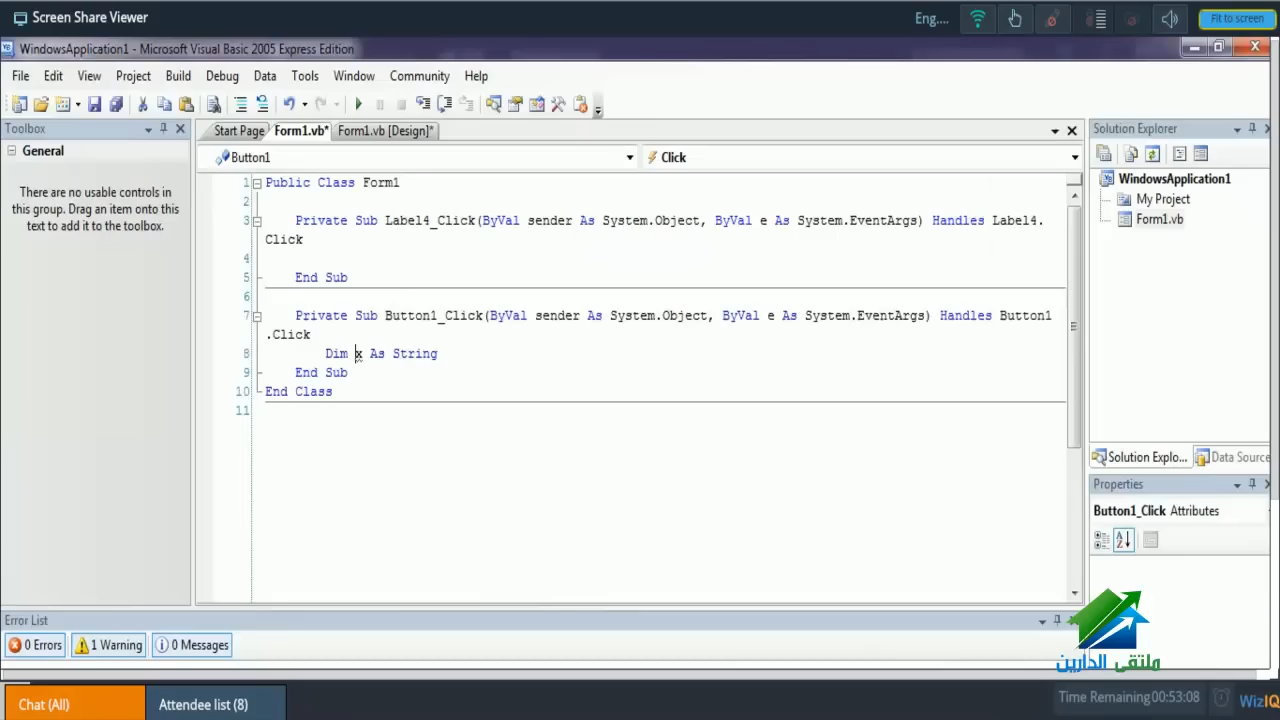 Screen Share Viewer
Eng....
Fit to screen
WindowsApplication1 - Microsoft Visual Basic 2005 Express Edition
File Edit View Project Build Debug Data Tools Window Community Help
Toolbox
General
There are no usable controls in
this group. Drag an item onto this
text to add it to the toolbox.
Start Page Form1.vb* Form1.vb [Design]*
Button1
Click
1 Public Class Form1
2
3 Private Sub Label4_Click(ByVal sender As System.Object, ByVal e As System.EventArgs) Handles Label4.
Click
4
5 End Sub
6
7 Private Sub Button1_Click(ByVal sender As System.Object, ByVal e As System.EventArgs) Handles Button1
.Click
8 Dim x As String
9 End Sub
10 End Class
11
Solution Explorer
WindowsApplication1
My Project
Form1.vb
Solution Explo... Data Source
Properties
Button1_Click Attributes
Error List
0 Errors 1 Warning 0 Messages
ملتقى الدارين
Chat (All)
Attendee list (8)
Time Remaining00:53:08
WizIQ